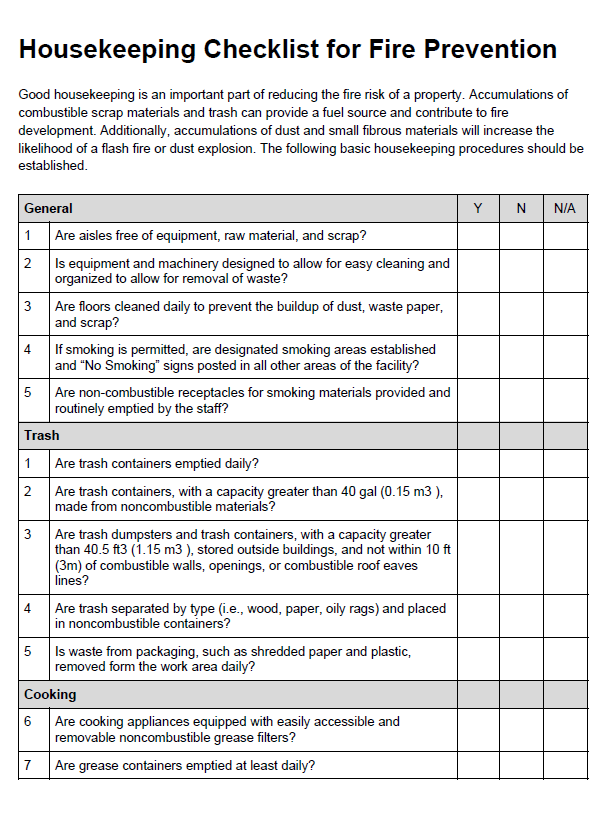 Housekeeping Checklist for Fire Prevention
Good housekeeping is an important part of reducing the fire risk of a property. Accumulations of
combustible scrap materials and trash can provide a fuel source and contribute to fire
development. Additionally, accumulations of dust and small fibrous materials will increase the
likelihood of a flash fire or dust explosion. The following basic housekeeping procedures should be
established.
General Y N N/A
1 Are aisles free of equipment, raw material, and scrap?
2 Is equipment and machinery designed to allow for easy cleaning and
organized to allow for removal of waste?
3 Are floors cleaned daily to prevent the buildup of dust, waste paper,
and scrap?
4 If smoking is permitted, are designated smoking areas established
and “No Smoking” signs posted in all other areas of the facility?
5 Are non-combustible receptacles for smoking materials provided and
routinely emptied by the staff?
Trash
1 Are trash containers emptied daily?
2 Are trash containers, with a capacity greater than 40 gal (0.15 m3 ),
made from noncombustible materials?
3 Are trash dumpsters and trash containers, with a capacity greater
than 40.5 ft3 (1.15 m3 ), stored outside buildings, and not within 10 ft
(3m) of combustible walls, openings, or combustible roof eaves
lines?
4 Are trash separated by type (i.e., wood, paper, oily rags) and placed
in noncombustible containers?
5 Is waste from packaging, such as shredded paper and plastic,
removed form the work area daily?
Cooking
6 Are cooking appliances equipped with easily accessible and
removable noncombustible grease filters?
7 Are grease containers emptied at least daily?